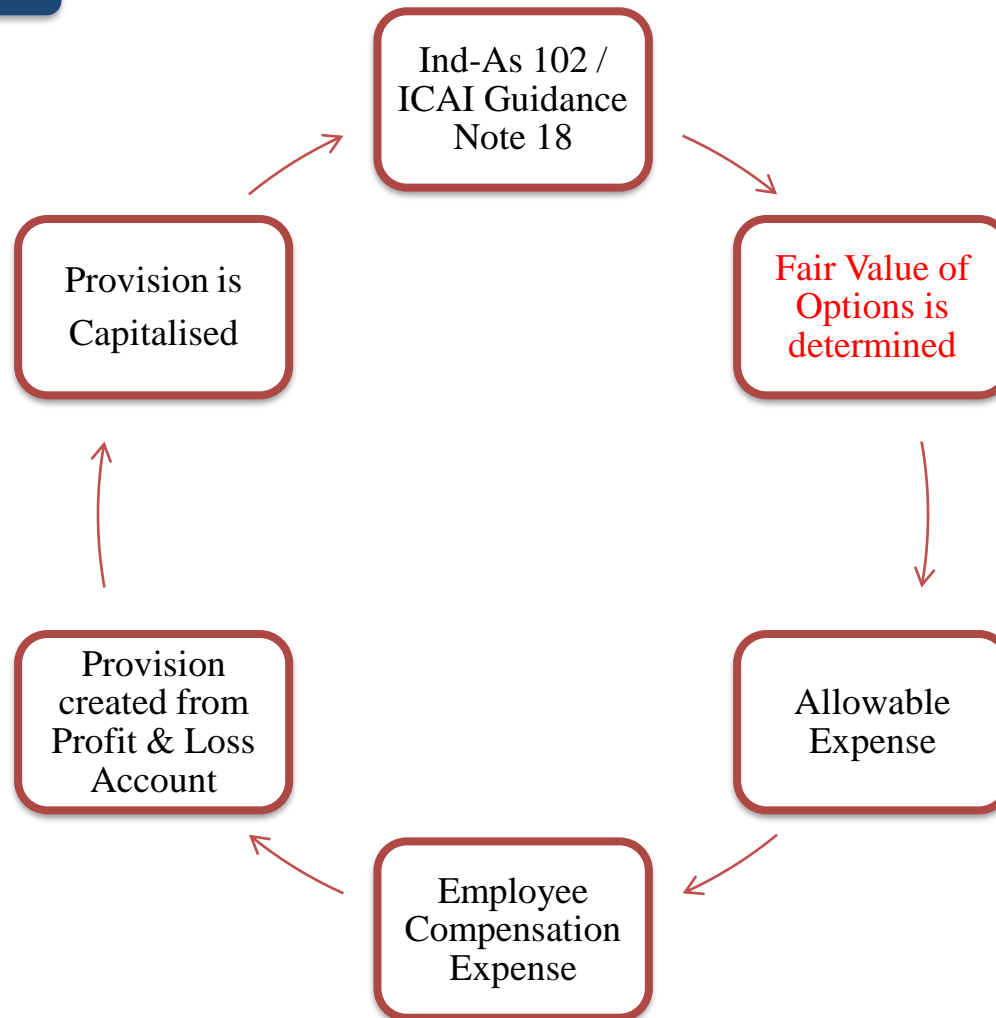 Ind-As 102 /
ICAI Guidance
Note 18
Fair Value of
Options is
determined
Allowable
Expense
Employee
Compensation
Expense
Provision
created from
Profit & Loss
Account
Provision is
Capitalised